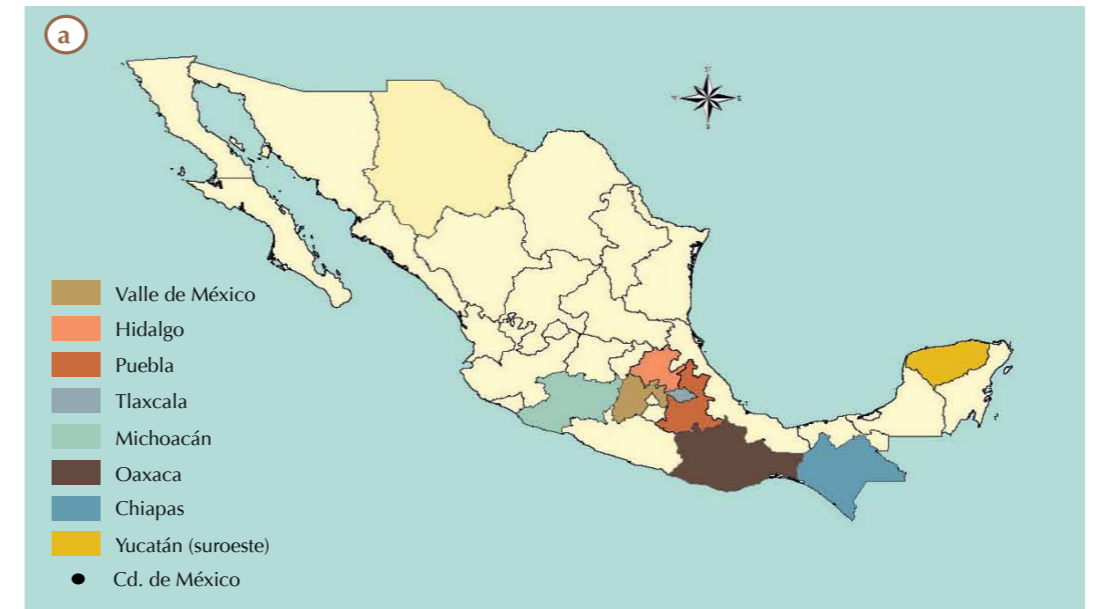 a
Valle de México
Hidalgo
Puebla
Tlaxcala
Michoacán
Oaxaca
Chiapas
Yucatán (suroeste)
Cd. de México